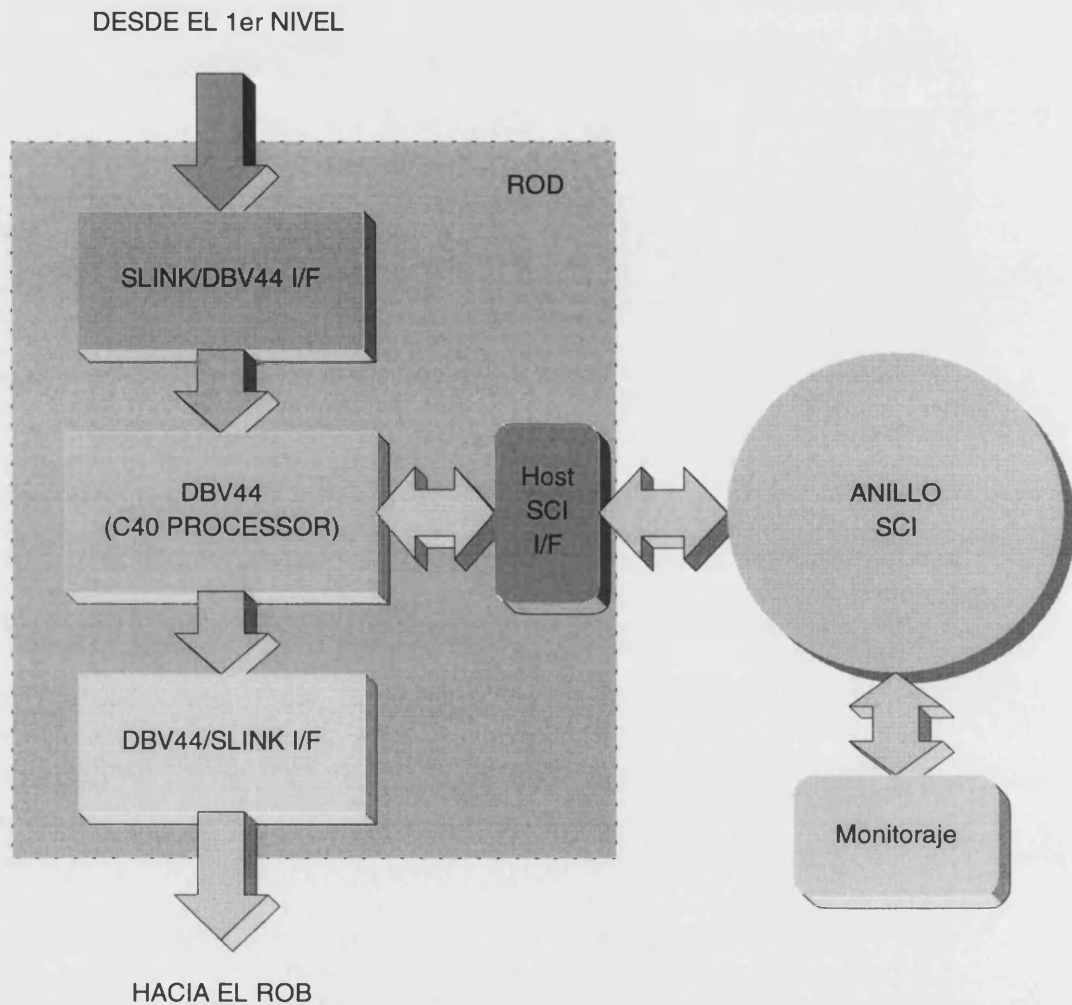 DESDE EL 1er NIVEL
ROD
SLINK/DBV44 I/F
DBV44
(C40 PROCESSOR)
Host
SCI
I/F
ANILLO
SCI
DBV44/SLINK I/F
Monitoraje
HACIA EL ROB